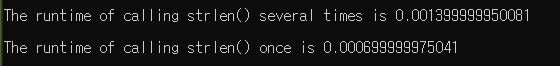 The runtime of calling strlen() several times is 0.001399999950081
The runtime of calling strlen() once is 0.000699999975041